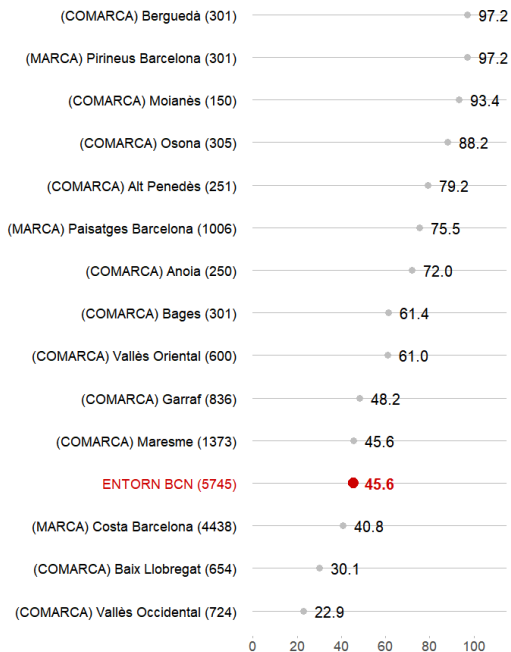 (COMARCA) Berguedà (301) 97.2
(MARCA) Pirineus Barcelona (301) 97.2
(COMARCA) Moianès (150) 93.4
(COMARCA) Osona (305) 88.2
(COMARCA) Alt Penedès (251) 79.2
(MARCA) Paisatges Barcelona (1006) 75.5
(COMARCA) Anoia (250) 72.0
(COMARCA) Bages (301) 61.4
(COMARCA) Vallès Oriental (600) 61.0
(COMARCA) Garraf (836) 48.2
(COMARCA) Maresme (1373) 45.6
ENTORN BCN (5745) 45.6
(MARCA) Costa Barcelona (4438) 40.8
(COMARCA) Baix Llobregat (654) 30.1
(COMARCA) Vallès Occidental (724) 22.9
0 20 40 60 80 100